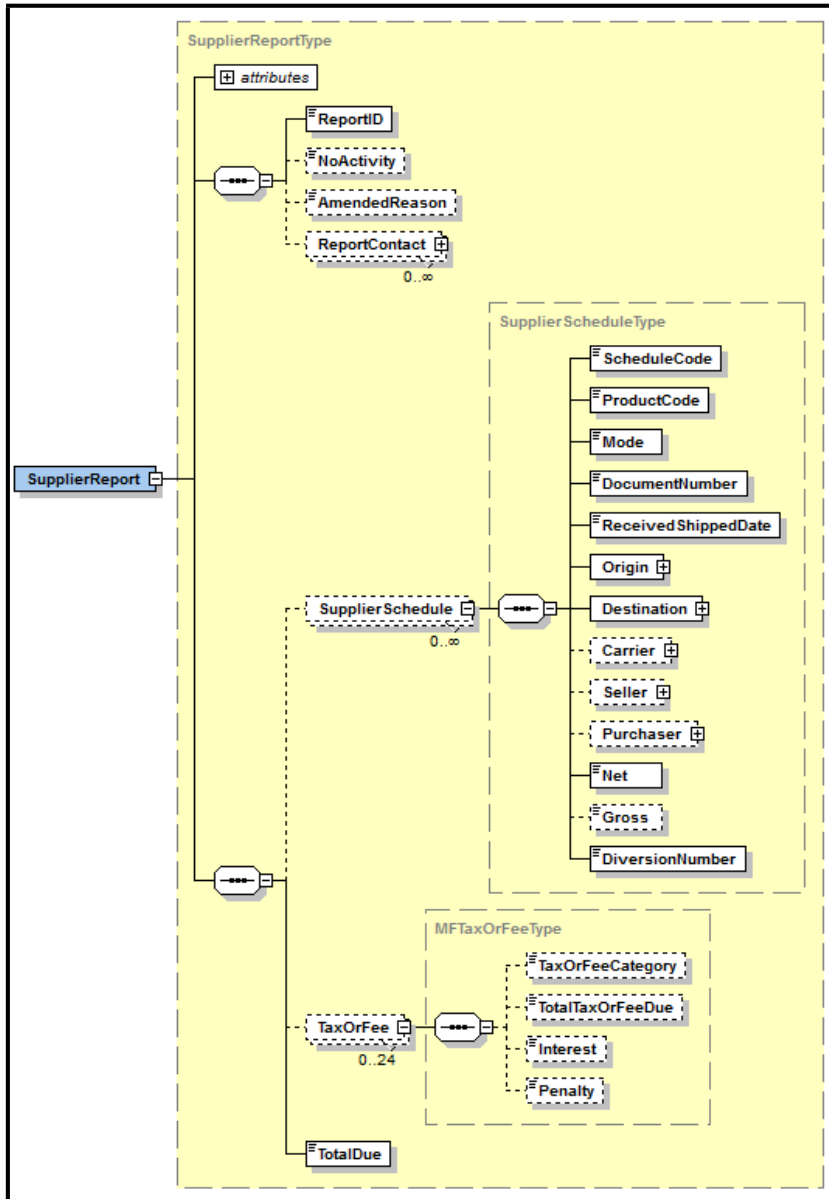 SupplierReportType
attributes
ReportID
NoActivity
AmendedReason
ReportContact
0..∞
SupplierScheduleType
ScheduleCode
ProductCode
Mode
SupplierReport
DocumentNumber
ReceivedShippedDate
Origin
SupplierSchedule
0..∞
Destination
Carrier
Seller
Purchaser
Net
Gross
DiversionNumber
MFTaxOrFeeType
TaxOrFeeCategory
TotalTaxOrFeeDue
TaxOrFee
0..24
Interest
Penalty
TotalDue